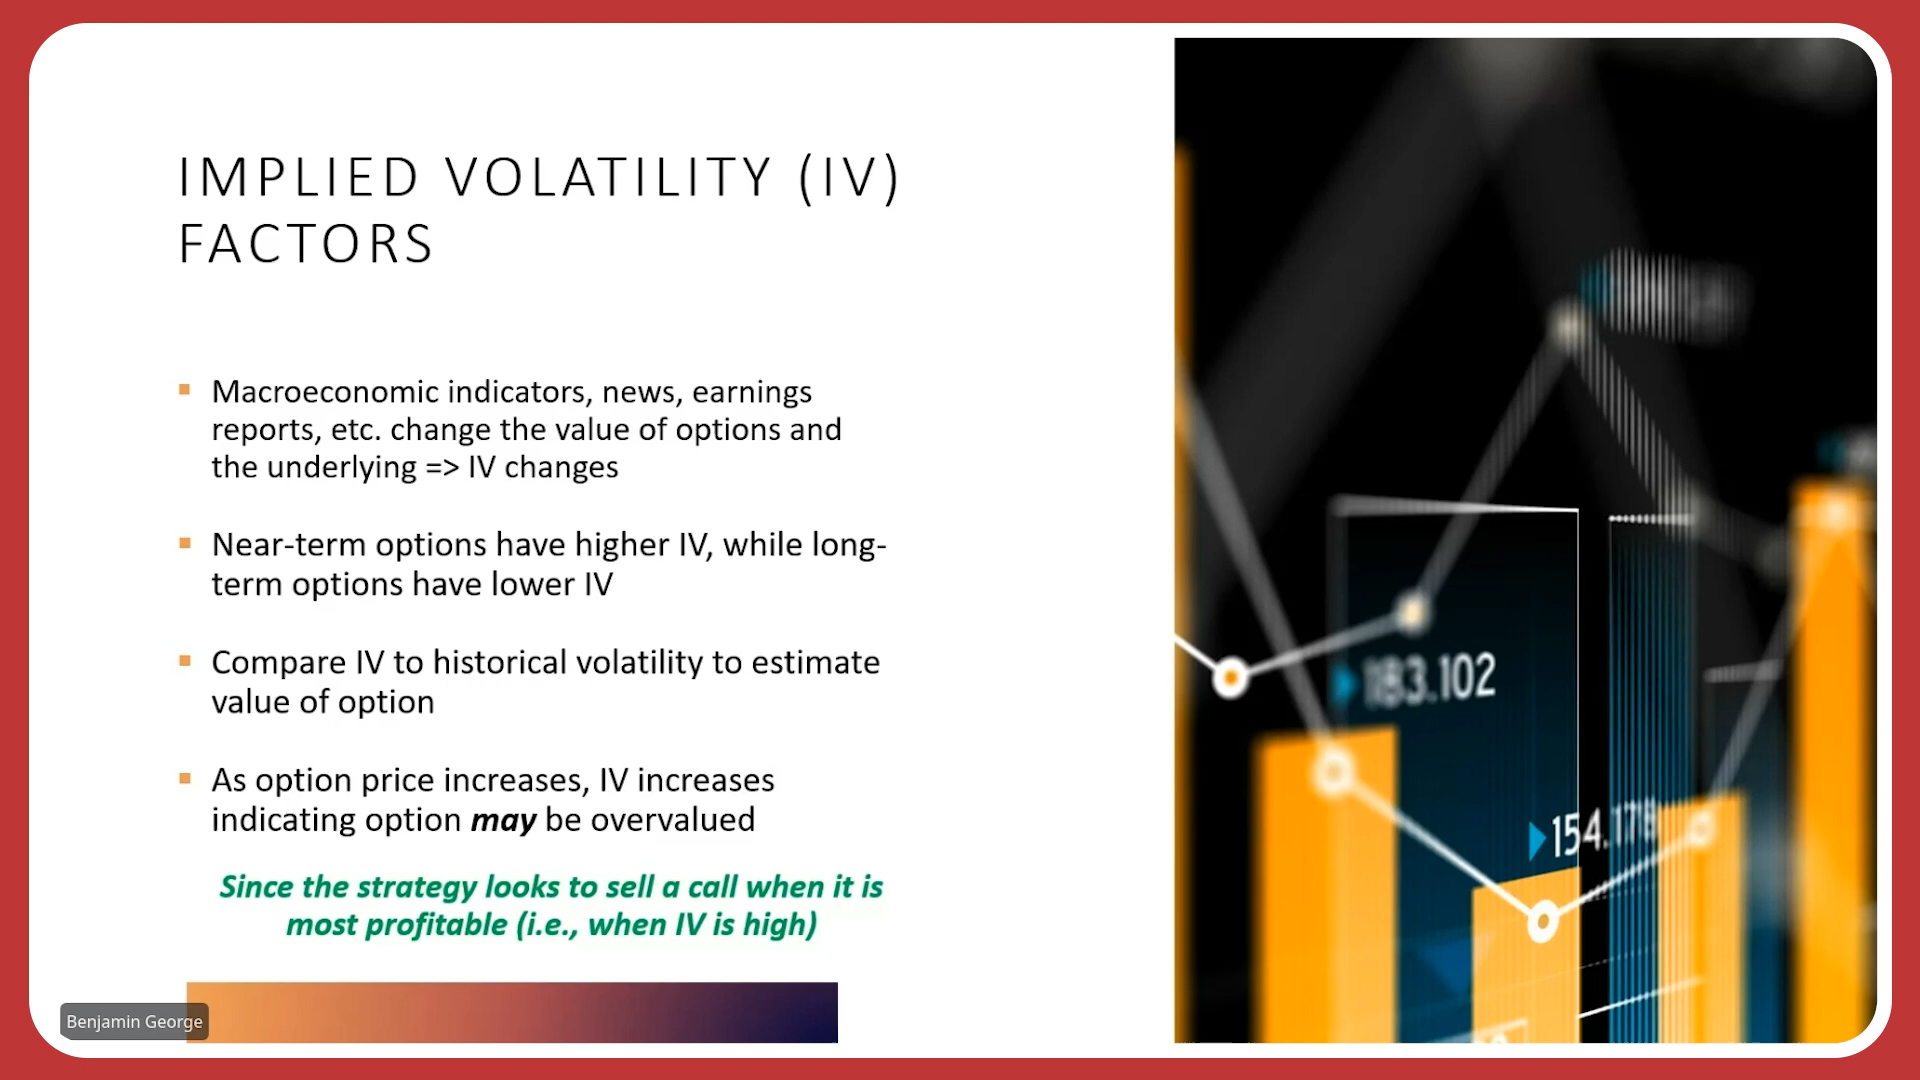 IMPLIED VOLATILITY (IV)
FACTORS
Macroeconomic indicators, news, earnings
reports, etc. change the value of options and
the underlying => IV changes
Near-term options have higher IV, while long-
term options have lower IV
Compare IV to historical volatility to estimate
value of option
As option price increases, IV increases
indicating option may be overvalued
Since the strategy looks to sell a call when it is
most profitable (i.e., when IV is high)
Benjamin George
183.102
154.178